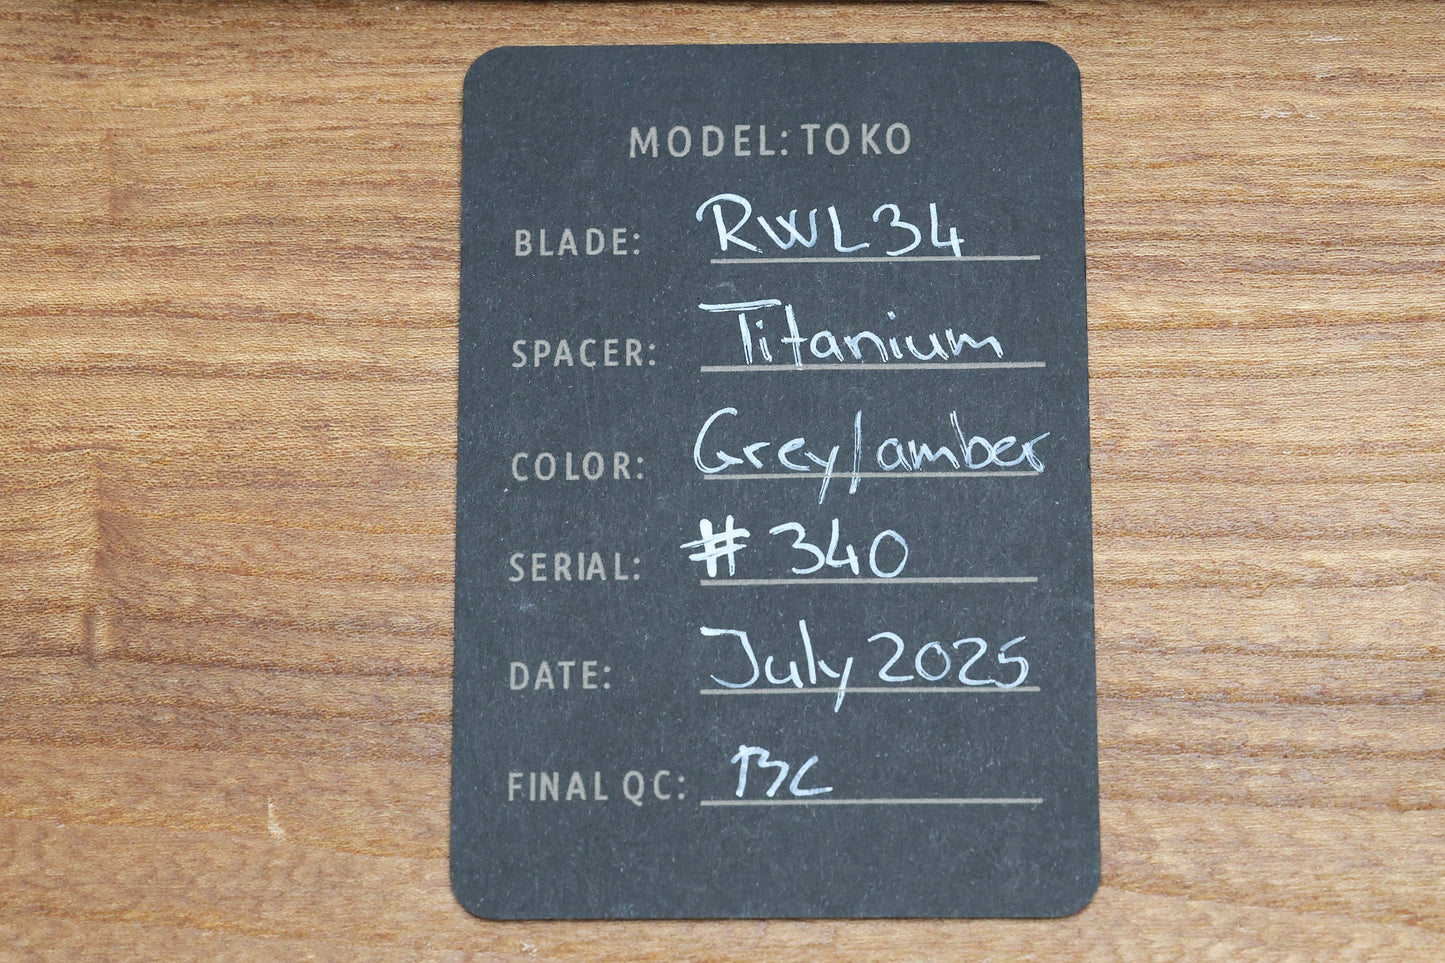 MODEL: TOKO
BLADE: RWL34
SPACER: Titanium
COLOR: Grey/amber
SERIAL: #340
DATE: July 2025
FINAL QC: BC